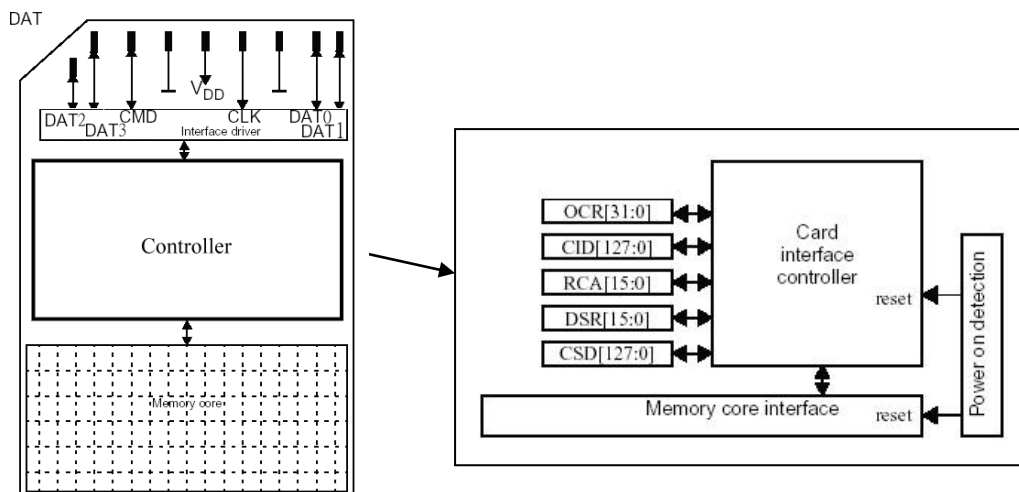 DAT
V DD
DAT2
DAT3
CMD
CLK
DAT0
DAT1
Interface driver
Controller
Memory core
OCR[31:0]
CID[127:0]
RCA[15:0]
DSR[15:0]
CSD[127:0]
Card
interface
controller
reset
Memory core interface
reset
Power on detection